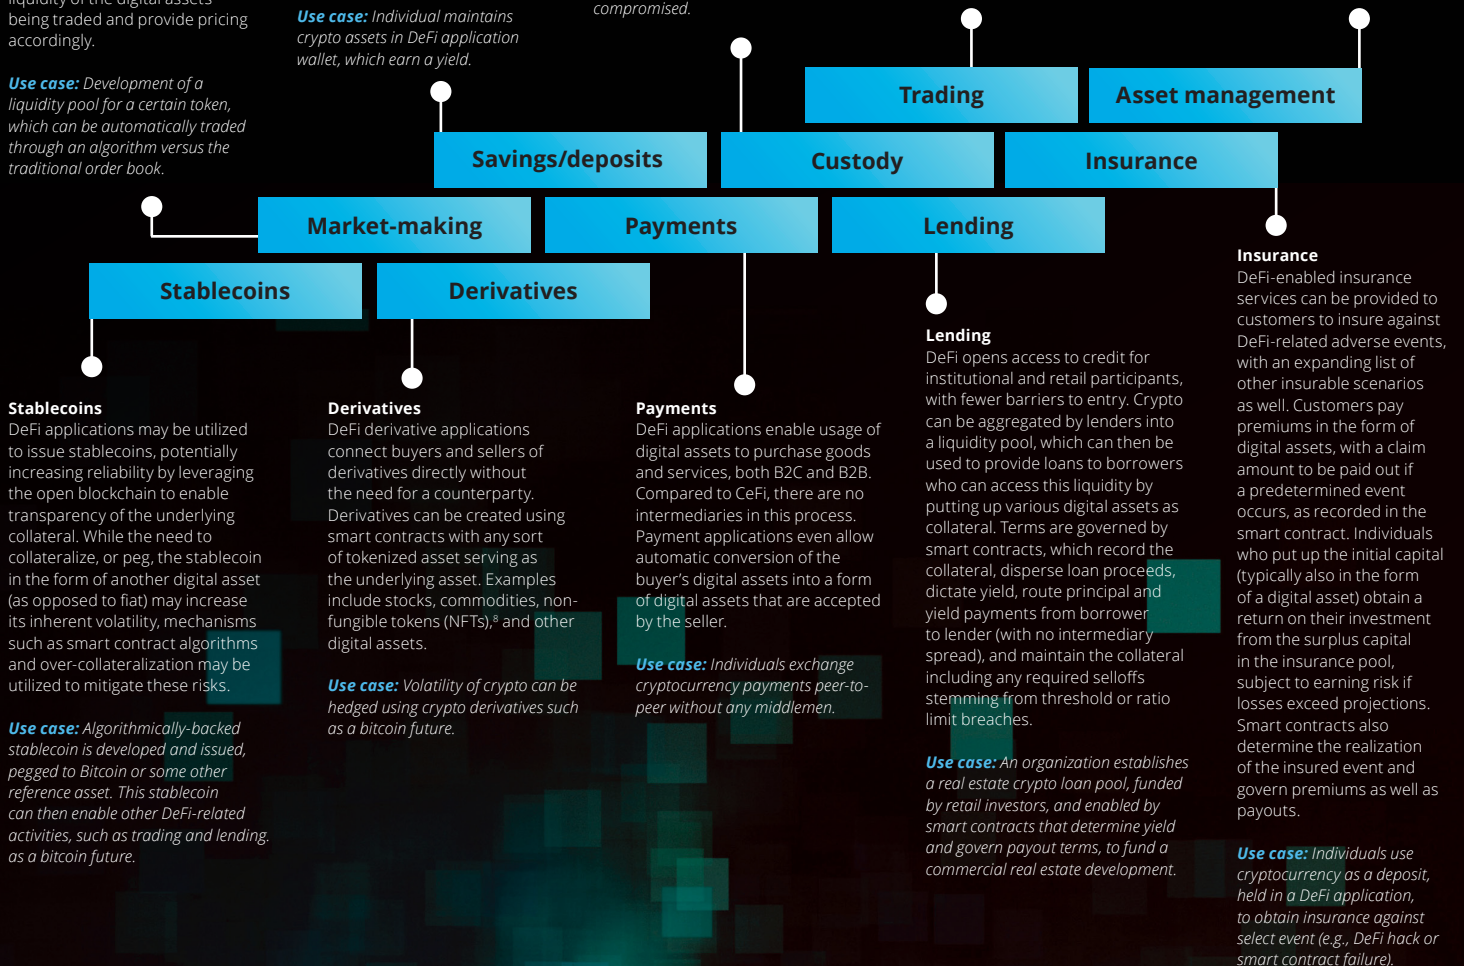 liquidity of the digital assets
being traded and provide pricing
accordingly.
Use case: Development of a
liquidity pool for a certain token,
which can be automatically traded
through an algorithm versus the
traditional order book.
Use case: Individual maintains
crypto assets in DeFi application
wallet, which earn a yield.
compromised.
Trading
Asset management
Savings/deposits
Custody
Insurance
Market-making
Payments
Lending
Stablecoins
Derivatives
Stablecoins
DeFi applications may be utilized
to issue stablecoins, potentially
increasing reliability by leveraging
the open blockchain to enable
transparency of the underlying
collateral. While the need to
collateralize, or peg, the stablecoin
in the form of another digital asset
(as opposed to fiat) may increase
its inherent volatility, mechanisms
such as smart contract algorithms
and over-collateralization may be
utilized to mitigate these risks.
Use case: Algorithmically-backed
stablecoin is developed and issued,
pegged to Bitcoin or some other
reference asset. This stablecoin
can then enable other DeFi-related
activities, such as trading and lending.
as a bitcoin future.
Derivatives
DeFi derivative applications
connect buyers and sellers of
derivatives directly without
the need for a counterparty.
Derivatives can be created using
smart contracts with any sort
of tokenized asset serving as
the underlying asset. Examples
include stocks, commodities, non-
fungible tokens (NFTs),⁸ and other
digital assets.
Use case: Volatility of crypto can be
hedged using crypto derivatives such
as a bitcoin future.
Payments
DeFi applications enable usage of
digital assets to purchase goods
and services, both B2C and B2B.
Compared to CeFi, there are no
intermediaries in this process.
Payment applications even allow
automatic conversion of the
buyer’s digital assets into a form
of digital assets that are accepted
by the seller.
Use case: Individuals exchange
cryptocurrency payments peer-to-
peer without any middlemen.
Lending
DeFi opens access to credit for
institutional and retail participants,
with fewer barriers to entry. Crypto
can be aggregated by lenders into
a liquidity pool, which can then be
used to provide loans to borrowers
who can access this liquidity by
putting up various digital assets as
collateral. Terms are governed by
smart contracts, which record the
collateral, disperse loan proceeds,
dictate yield, route principal and
yield payments from borrower
to lender (with no intermediary
spread), and maintain the collateral
including any required selloffs
stemming from threshold or ratio
limit breaches.
Use case: An organization establishes
a real estate crypto loan pool, funded
by retail investors, and enabled by
smart contracts that determine yield
and govern payout terms, to fund a
commercial real estate development.
Insurance
DeFi-enabled insurance
services can be provided to
customers to insure against
DeFi-related adverse events,
with an expanding list of
other insurable scenarios
as well. Customers pay
premiums in the form of
digital assets, with a claim
amount to be paid out if
a predetermined event
occurs, as recorded in the
smart contract. Individuals
who put up the initial capital
(typically also in the form
of a digital asset) obtain a
return on their investment
from the surplus capital
in the insurance pool,
subject to earning risk if
losses exceed projections.
Smart contracts also
determine the realization
of the insured event and
govern premiums as well as
payouts.
Use case: Individuals use
cryptocurrency as a deposit,
held in a DeFi application,
to obtain insurance against
select event (e.g., DeFi hack or
smart contract failure).